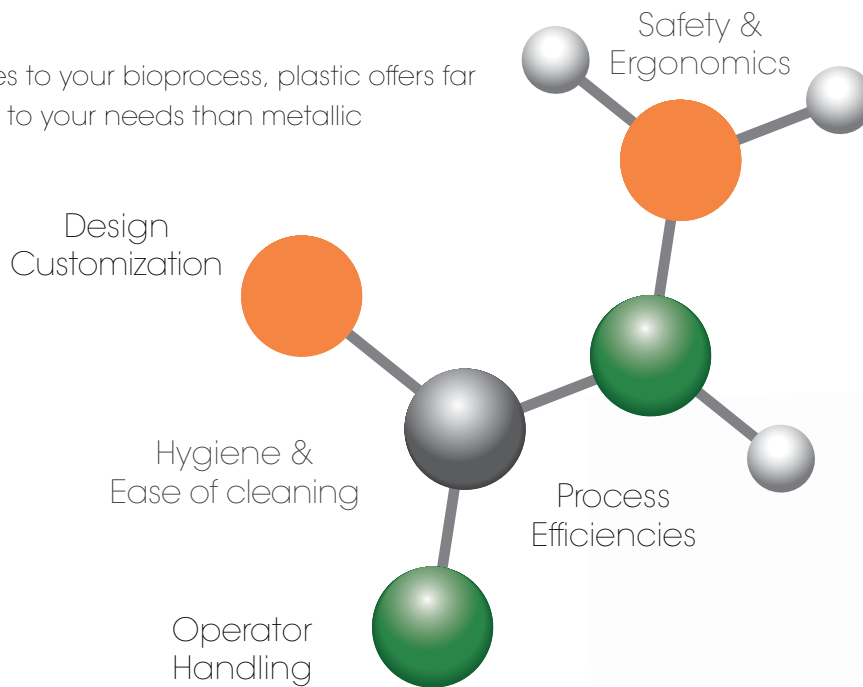 Safety &
Ergonomics
es to your bioprocess, plastic offers far
to your needs than metallic
Design
Customization
Hygiene &
Ease of cleaning
Process
Efficiencies
Operator
Handling